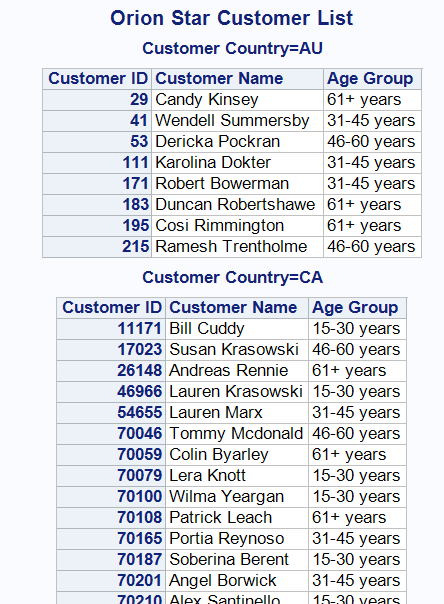 Orion Star Customer List
Customer Country=AU
Customer ID Customer Name Age Group
29 Candy Kinsey 61+ years
41 Wendell Summersby 31-45 years
53 Dericka Pockran 46-60 years
111 Karolina Dokter 31-45 years
171 Robert Bowerman 31-45 years
183 Duncan Robertshawe 61+ years
195 Cosi Rimmington 61+ years
215 Ramesh Trentholme 46-60 years
Customer Country=CA
Customer ID Customer Name Age Group
11171 Bill Cuddy 15-30 years
17023 Susan Krasowski 46-60 years
26148 Andreas Rennie 61+ years
46966 Lauren Krasowski 15-30 years
54655 Lauren Marx 31-45 years
70046 Tommy Mcdonald 46-60 years
70059 Colin Byarley 61+ years
70079 Lera Knott 15-30 years
70100 Wilma Yeargan 15-30 years
70108 Patrick Leach 61+ years
70165 Portia Reynoso 31-45 years
70187 Soberina Berent 15-30 years
70201 Angel Borwick 31-45 years
70210 Alex Santinello 15-30 years